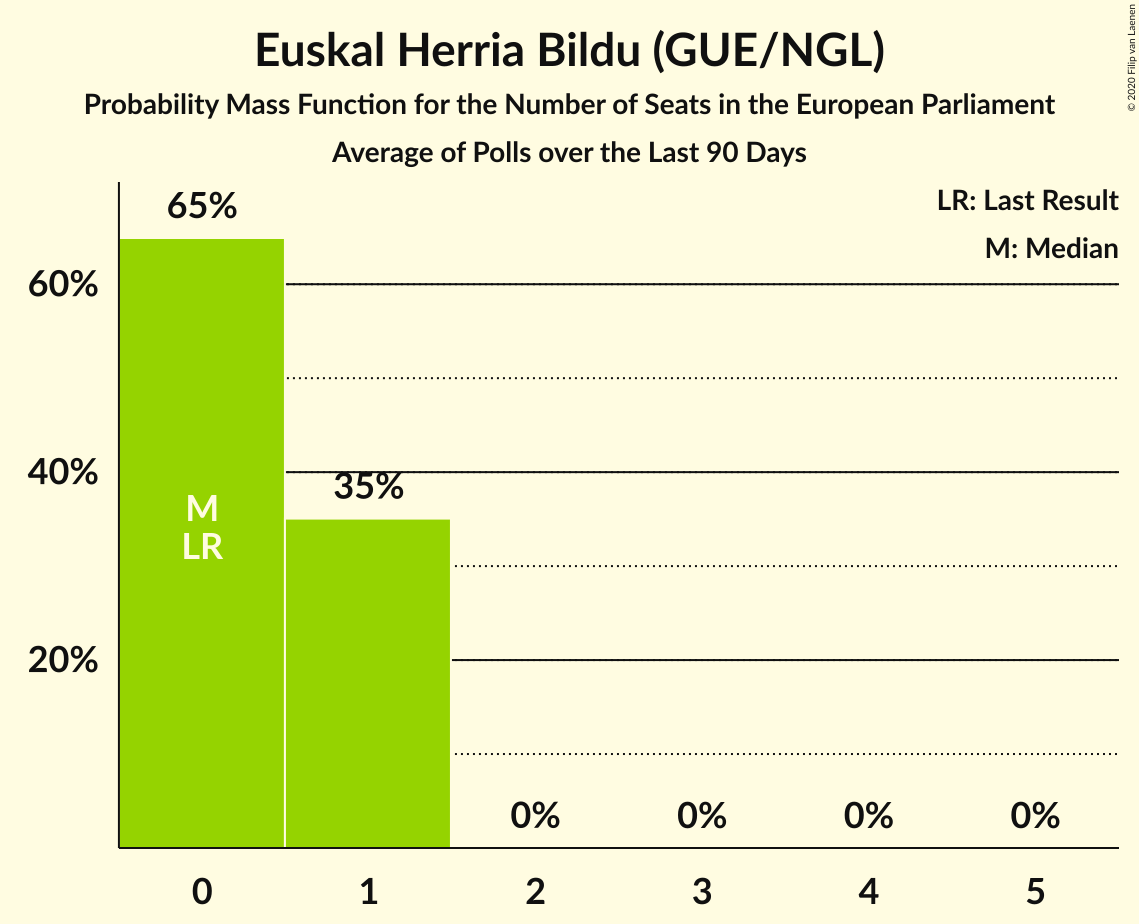 Euskal Herria Bildu (GUE/NGL)
Probability Mass Function for the Number of Seats in the European Parliament
Average of Polls over the Last 90 Days
© 2020 Filip van Laenen
LR: Last Result
M: Median
65%
60%
40%
35%
M
LR
20%
0% 0% 0% 0%
0 1 2 3 4 5